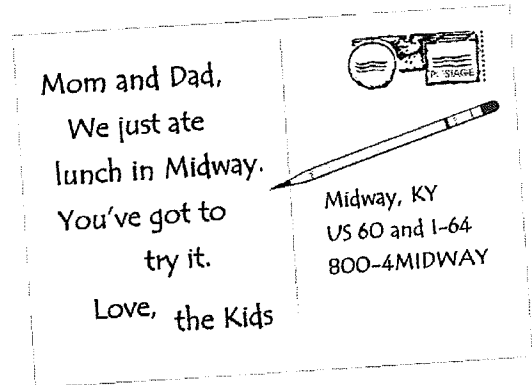 Mom and Dad,
We just ate
lunch in Midway.
You've got to
try it.
Love, the Kids
Midway, KY
US 60 and I-64
800-4MIDWAY